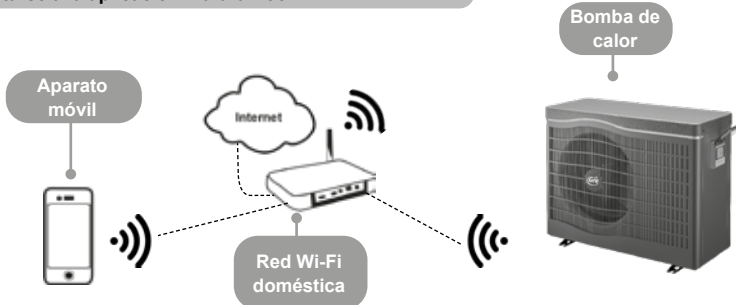 Bomba de
calor
Aparato
móvil
Internet
Red Wi-Fi
doméstica